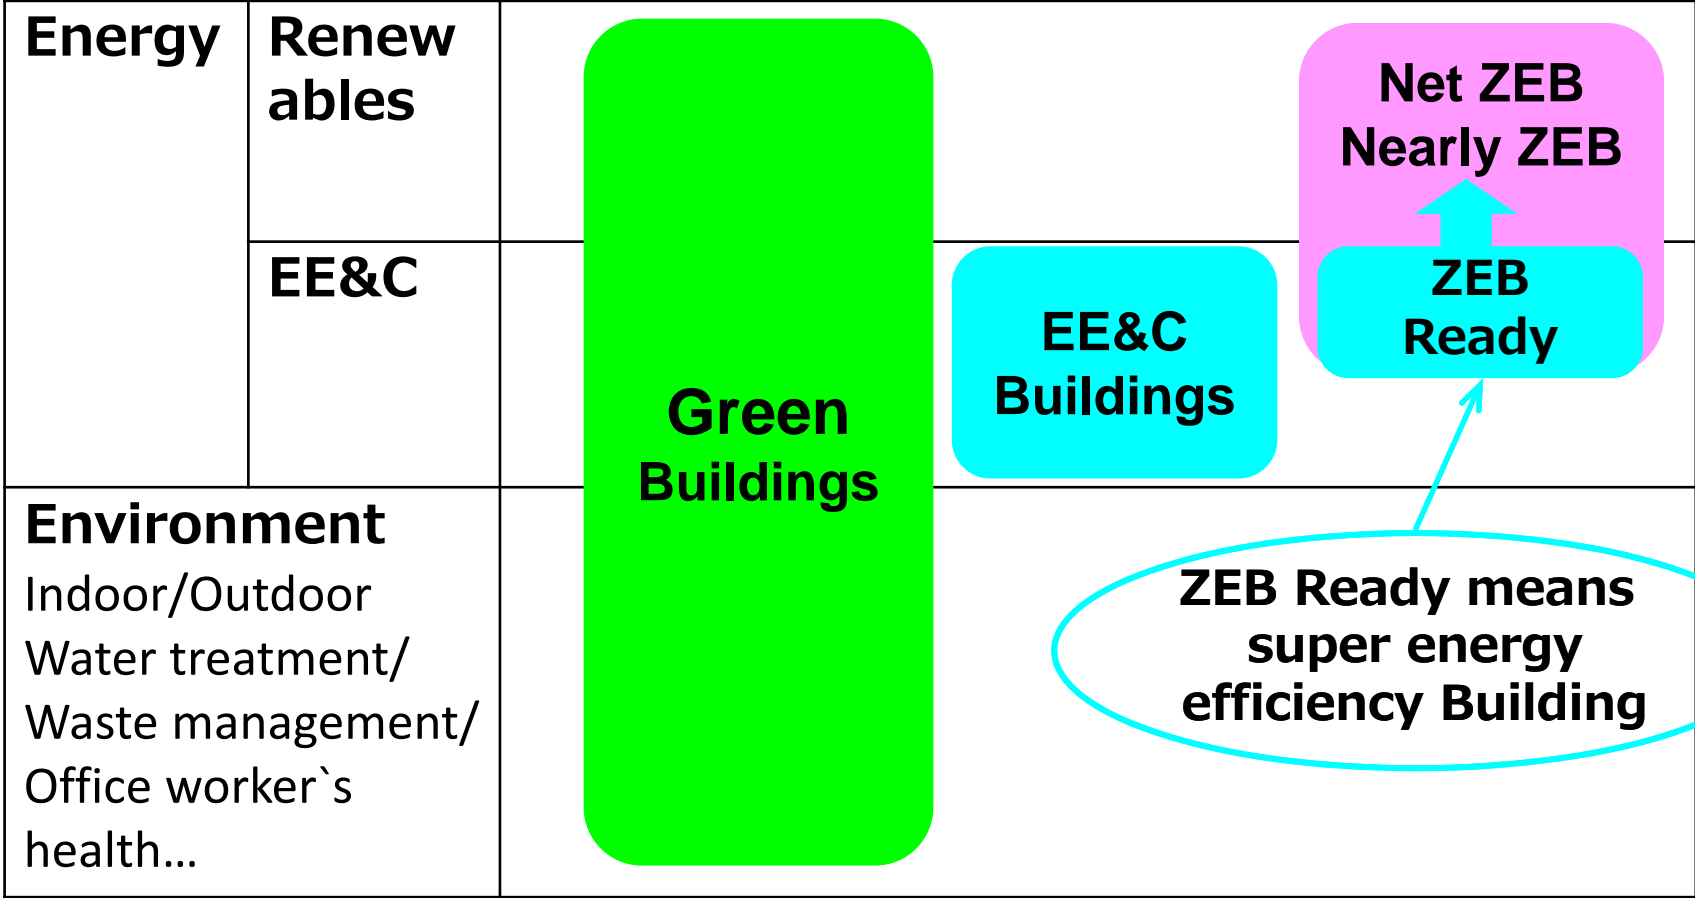 Energy
Renew
ables
EE&C
Environment
Indoor/Outdoor
Water treatment/
Waste management/
Office worker`s
health...
Green
Buildings
EE&C
Buildings
Net ZEB
Nearly ZEB
ZEB
Ready
ZEB Ready means
super energy
efficiency Building